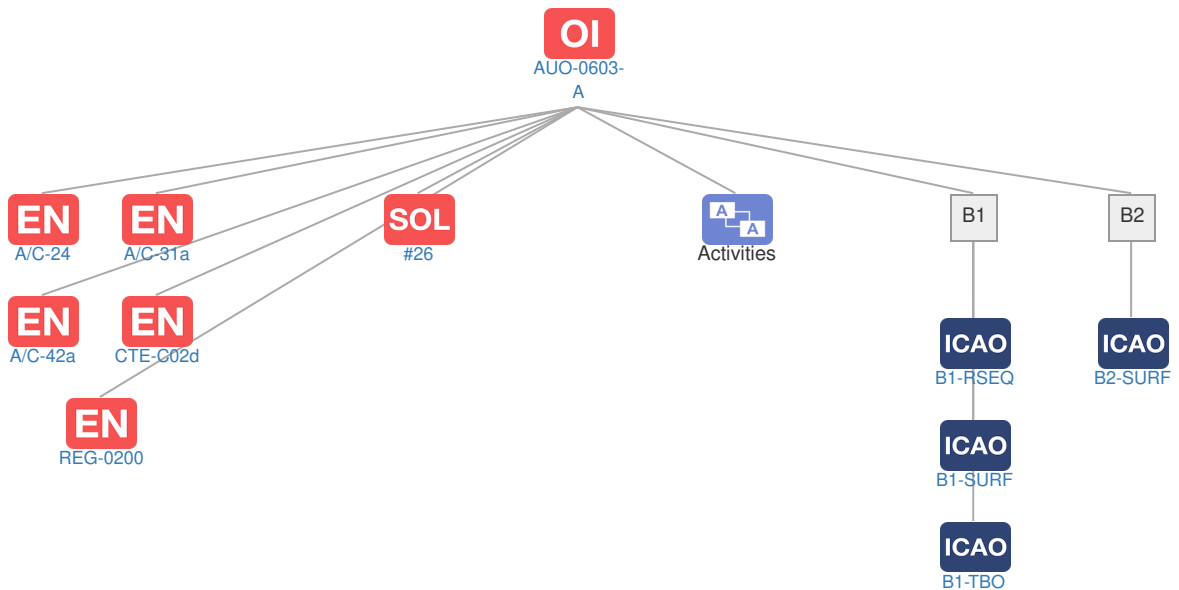 OI
AUO-0603-
A
EN
A/C-24
EN
A/C-31a
SOL
#26
A
A
Activities
B1
B2
EN
A/C-42a
EN
CTE-C02d
ICAO
B1-RSEQ
ICAO
B2-SURF
EN
REG-0200
ICAO
B1-SURF
ICAO
B1-TBO